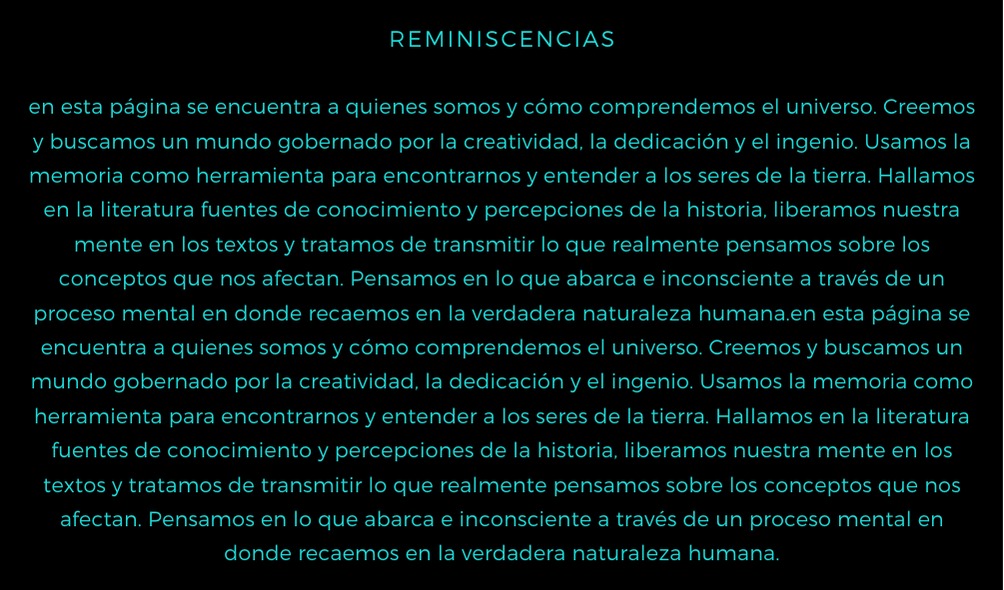 REMINISCENCIAS
en esta página se encuentra a quienes somos y cómo comprendemos el universo. Creemos
y buscamos un mundo gobernado por la creatividad, la dedicación y el ingenio. Usamos la
memoria como herramienta para encontrarnos y entender a los seres de la tierra. Hallamos
en la literatura fuentes de conocimiento y percepciones de la historia, liberamos nuestra
mente en los textos y tratamos de transmitir lo que realmente pensamos sobre los
conceptos que nos afectan. Pensamos en lo que abarca e inconsciente a través de un
proceso mental en donde recaemos en la verdadera naturaleza humana.en esta página se
encuentra a quienes somos y cómo comprendemos el universo. Creemos y buscamos un
mundo gobernado por la creatividad, la dedicación y el ingenio. Usamos la memoria como
herramienta para encontrarnos y entender a los seres de la tierra. Hallamos en la literatura
fuentes de conocimiento y percepciones de la historia, liberamos nuestra mente en los
textos y tratamos de transmitir lo que realmente pensamos sobre los conceptos que nos
afectan. Pensamos en lo que abarca e inconsciente a través de un proceso mental en
donde recaemos en la verdadera naturaleza humana.